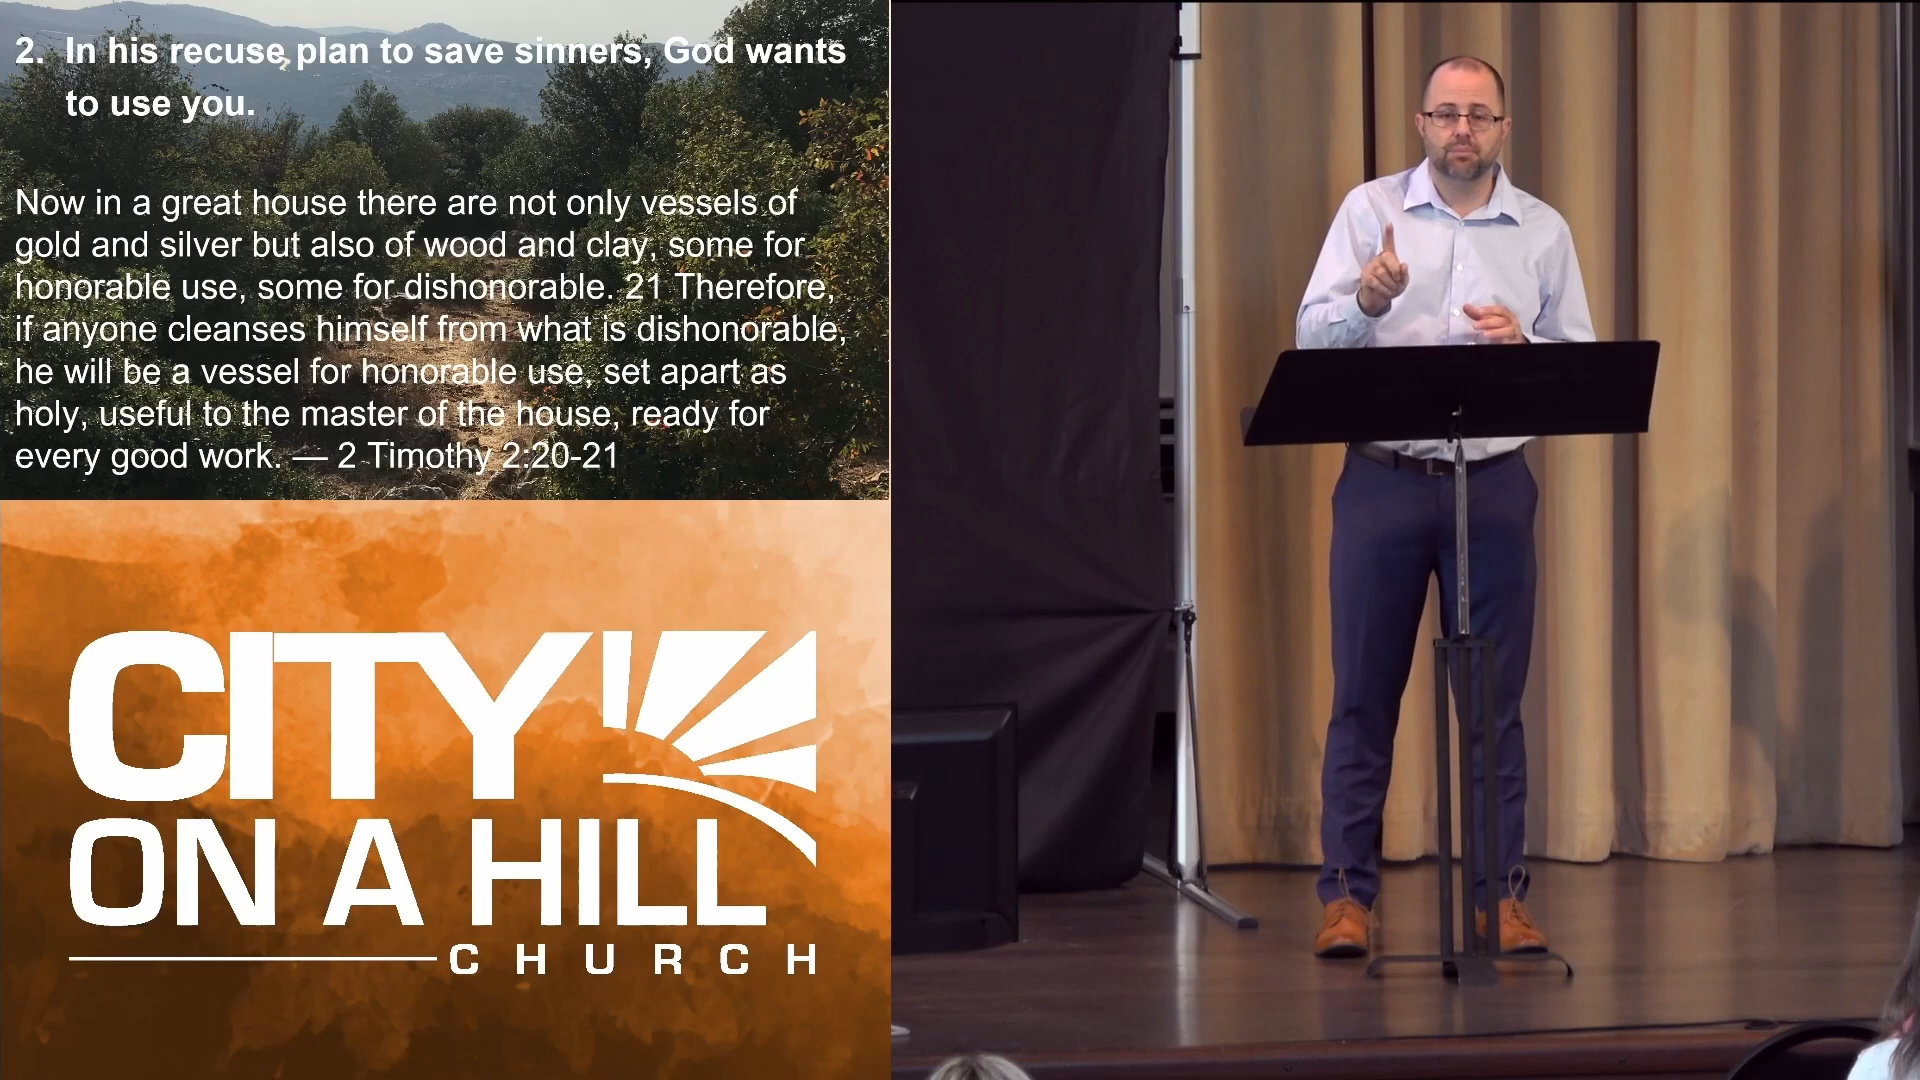 2. In his recuse plan to save sinners, God wants
to use you.
Now in a great house there are not only vessels of
gold and silver but also of wood and clay, some for
honorable use, some for dishonorable. 21 Therefore,
if anyone cleanses himself from what is dishonorable,
he will be a vessel for honorable use, set apart as
holy, useful to the master of the house, ready for
every good work. — 2 Timothy 2:20-21
CITY
ON A HILL
CHURCH